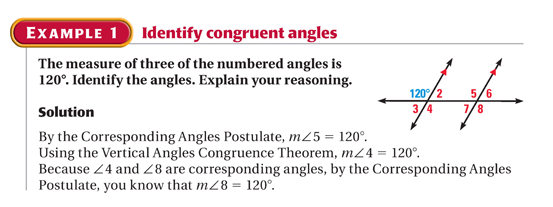 EXAMPLE 1 Identify congruent angles
The measure of three of the numbered angles is
120°. Identify the angles. Explain your reasoning.
120° 2 5 6
3 4 7 8
Solution
By the Corresponding Angles Postulate, m∠5 = 120°.
Using the Vertical Angles Congruence Theorem, m∠4 = 120°.
Because ∠4 and ∠8 are corresponding angles, by the Corresponding Angles
Postulate, you know that m∠8 = 120°.